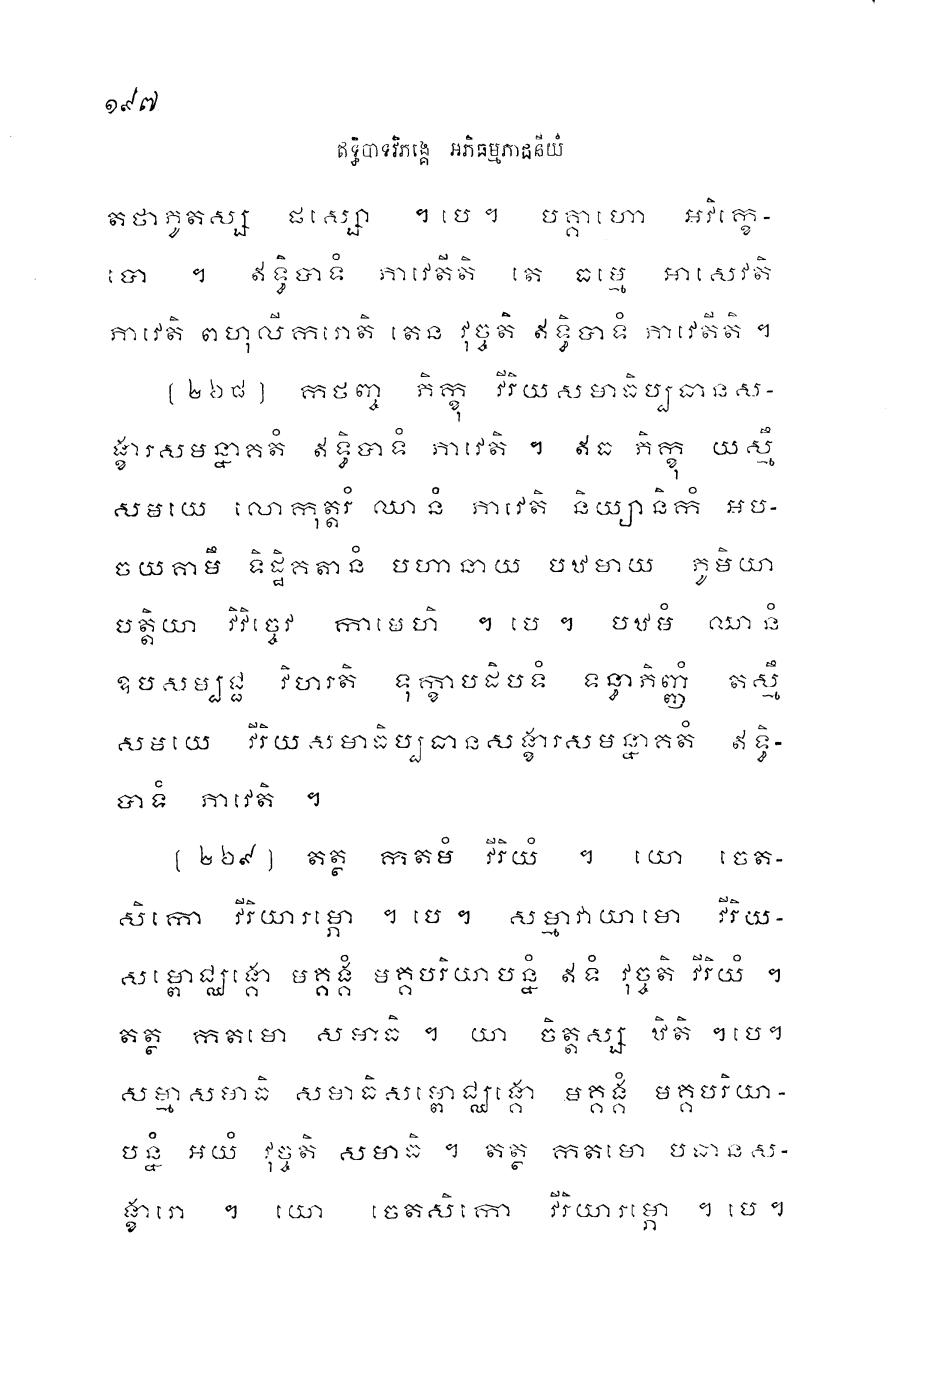 ១៩៧
ឥទ្ធិបាទវិភង្គេ អភិធម្មភាជនីយំ
តថាភូតស្ស ផស្សោ ។ បេ ។ បគ្គាហោ អវិក្ខេ-
បោ ។ ឥទ្ធិបាទំ ភាវេតីតិ តេ ធម្មេ អាសេវតិ
ភាវេតិ ពហុលីករោតិ តេន វុច្ចតិ ឥទ្ធិបាទំ ភាវេតីតិ ។
[ ២៦៨ ] កថញ្ច ភិក្ខុ វីរិយសមាធិប្បធានស-
ង្ខារសមន្នាគតំ ឥទ្ធិបាទំ ភាវេតិ ។ ឥធ ភិក្ខុ យស្មឹ
សមយេ លោកុត្តរំ ឈានំ ភាវេតិ និយ្យានិកំ អប-
ចយគាមឹ ទិដ្ឋិគតានំ បហានាយ បឋមាយ ភូមិយា
បត្តិយា វិវិច្ចេវ កាមេហិ ។ បេ ។ បឋមំ ឈានំ
ឧបសម្បជ្ជ វិហរតិ ទុក្ខាបដិបទំ ទន្ធាភិញ្ញំ តស្មឹ
សមយេ វីរិយសមាធិប្បធានសង្ខារសមន្នាគតំ ឥទ្ធិ-
បាទំ ភាវេតិ ។
[ ២៦៩ ] តត្ថ កតមំ វីរិយំ ។ យោ ចេត-
សិកោ វីរិយារម្ភោ ។ បេ ។ សម្មាវាយាមោ វីរិយ-
សម្ពោជ្ឈង្គោ មគ្គង្គំ មគ្គបរិយាបន្នំ ឥទំ វុច្ចតិ វីរិយំ ។
តត្ថ កតមោ សមាធិ ។ យា ចិត្តស្ស ឋិតិ ។បេ។
សម្មាសមាធិ សមាធិសម្ពោជ្ឈង្គោ មគ្គង្គំ មគ្គបរិយា-
បន្នំ អយំ វុច្ចតិ សមាធិ ។ តត្ថ កតមោ បធានស-
ង្ខារោ ។ យោ ចេតសិកោ វីរិយារម្ភោ ។ បេ ។